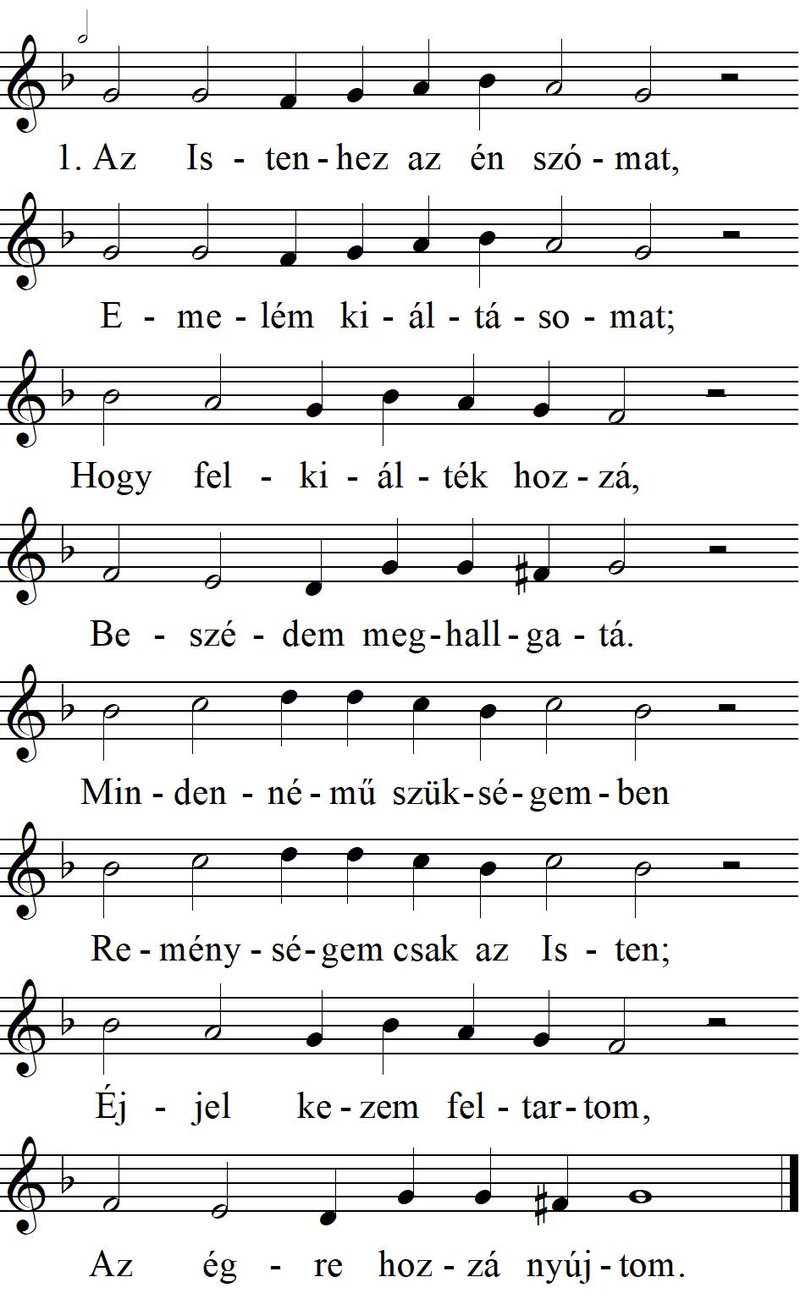 1. Az Is - ten - hez az én szó - mat,
E - me - lém ki - ál - tá - so - mat;
Hogy fel - ki - ál - ték hoz - zá,
Be - szé - dem meg - hall - ga - tá.
Min - den - né - mű szük - sé - gem - ben
Re - mény - sé - gem csak az Is - ten;
Éj - jel ke - zem fel - tar - tom,
Az ég - re hoz - zá nyúj - tom.